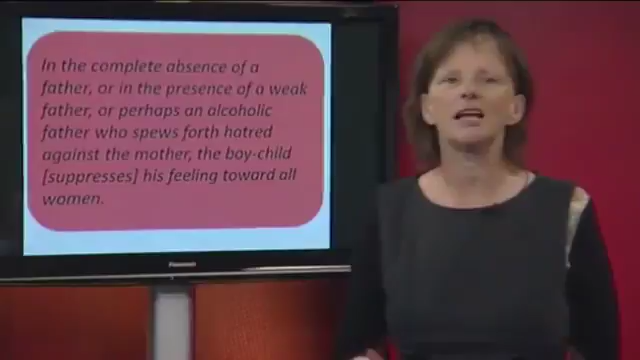 In the complete absence of a
father, or in the presence of a weak
father, or perhaps an alcoholic
father who spews forth hatred
against the mother, the boy-child
[suppresses] his feeling toward all
women.
Panasonic